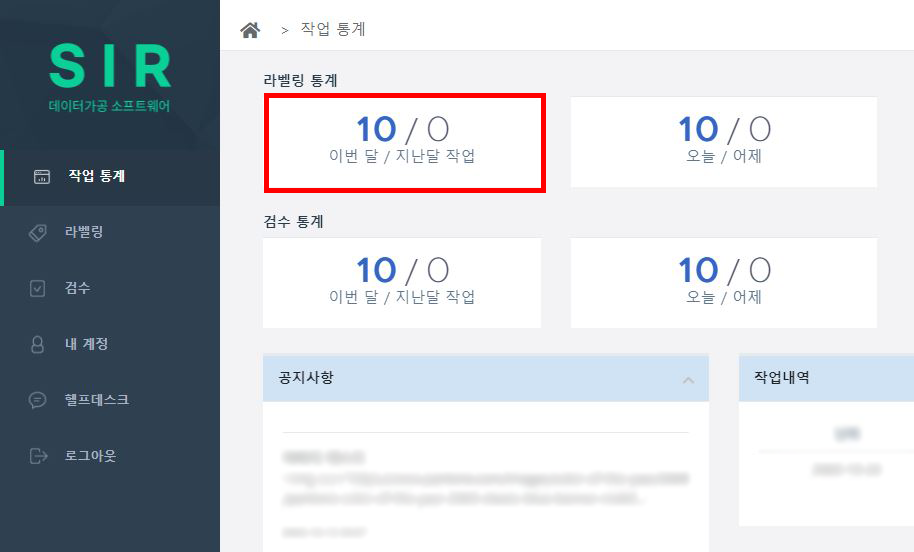 SIR
데이터가공 소프트웨어
작업 통계
라벨링
검수
내 계정
헬프데스크
로그아웃
> 작업 통계
라벨링 통계
10 / 0
이번 달 / 지난달 작업
10 / 0
오늘 / 어제
검수 통계
10 / 0
이번 달 / 지난달 작업
10 / 0
오늘 / 어제
공지사항
작업내역